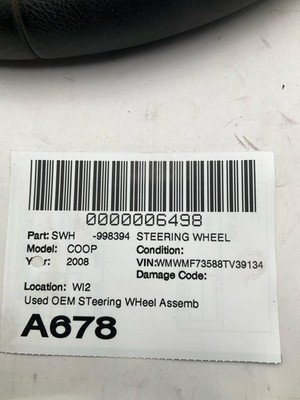 0000006498
Part: SWH -998394 STEERING WHEEL
Model: COOP Condition:
Year: 2008 VIN:WMWMF73588TV39134
Damage Code:
Location: WI2
Used OEM STeering WHeel Assemb
A678